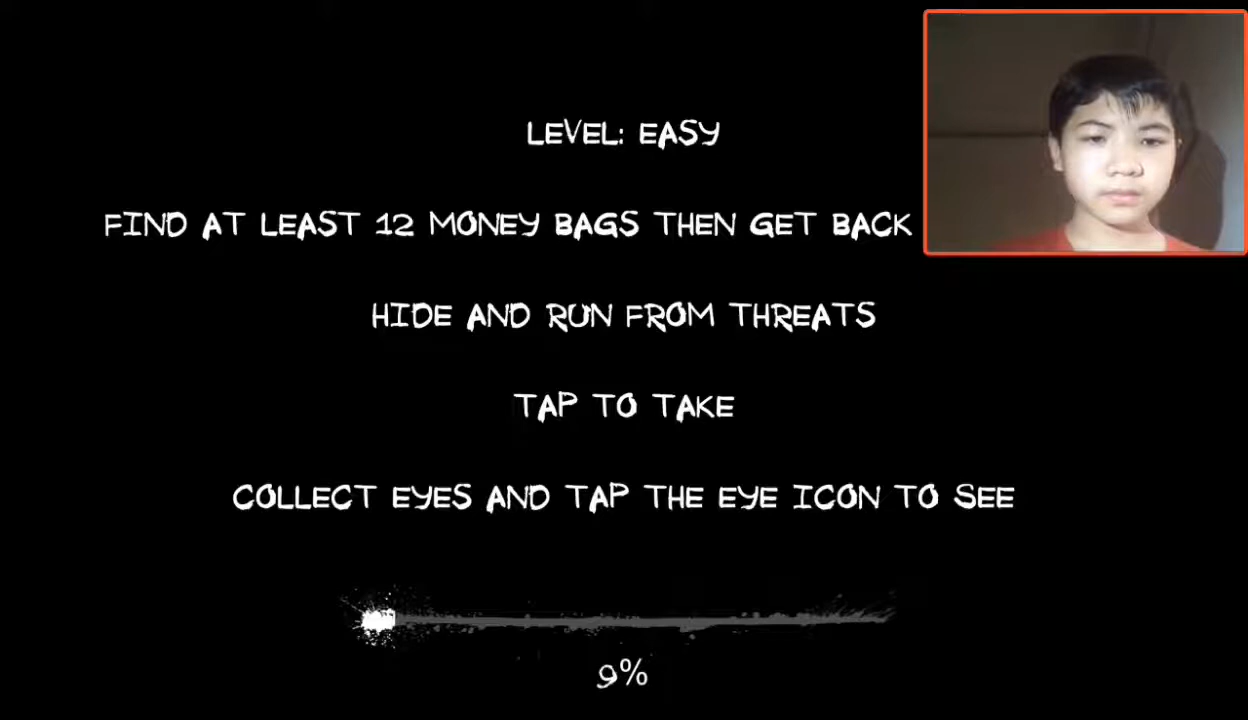 LEVEL: EASY
FIND AT LEAST 12 MONEY BAGS THEN GET BACK
HIDE AND RUN FROM THREATS
TAP TO TAKE
COLLECT EYES AND TAP THE EYE ICON TO SEE
9%